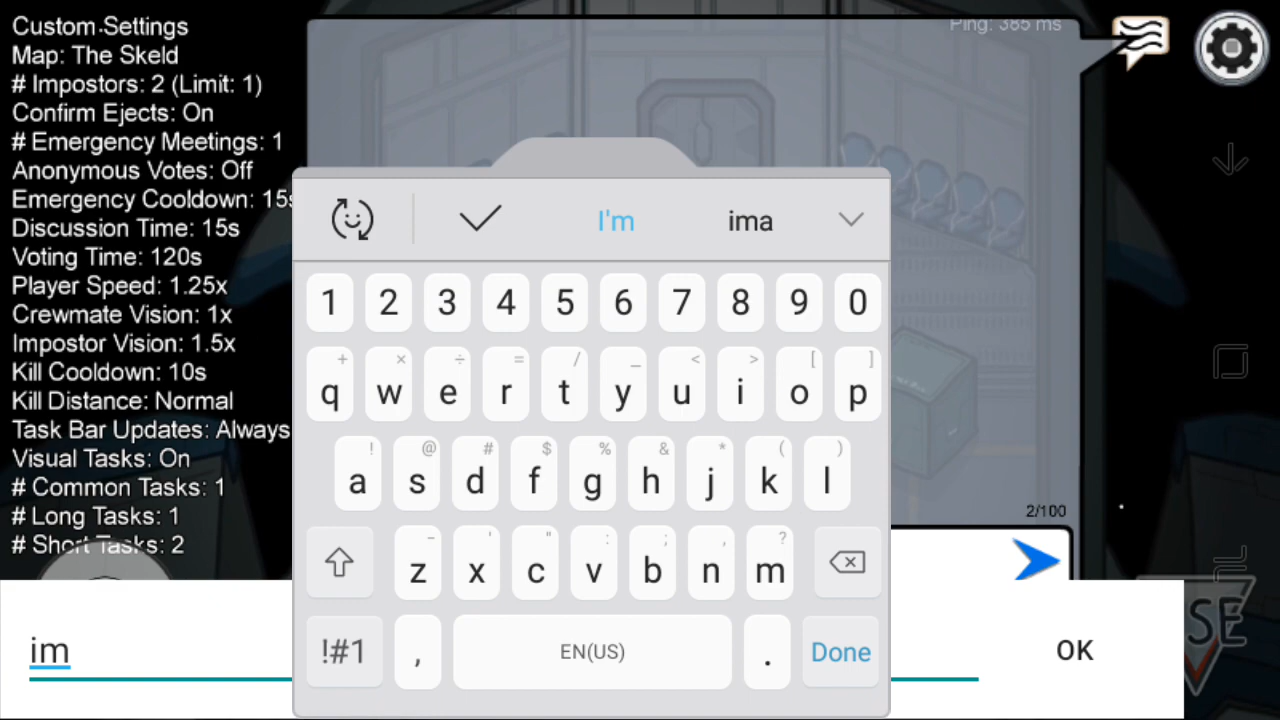 Custom Settings
Map: The Skeld
# Impostors: 2 (Limit: 1)
Confirm Ejects: On
# Emergency Meetings: 1
Anonymous Votes: Off
Emergency Cooldown: 15s
Discussion Time: 15s
Voting Time: 120s
Player Speed: 1.25x
Crewmate Vision: 1x
Impostor Vision: 1.5x
Kill Cooldown: 10s
Kill Distance: Normal
Task Bar Updates: Always
Visual Tasks: On
# Common Tasks: 1
# Long Tasks: 1
# Short Tasks: 2
Ping: 385 ms
I'm ima
1 2 3 4 5 6 7 8 9 0
+ × ÷ = / _ < > [ ]
q w e r t y u i o p
! @ # $ % & * ( )
a s d f g h j k l
- ' " : ; , ?
z x c v b n m
!#1 , EN(US) . Done
2/100
im
OK
SE